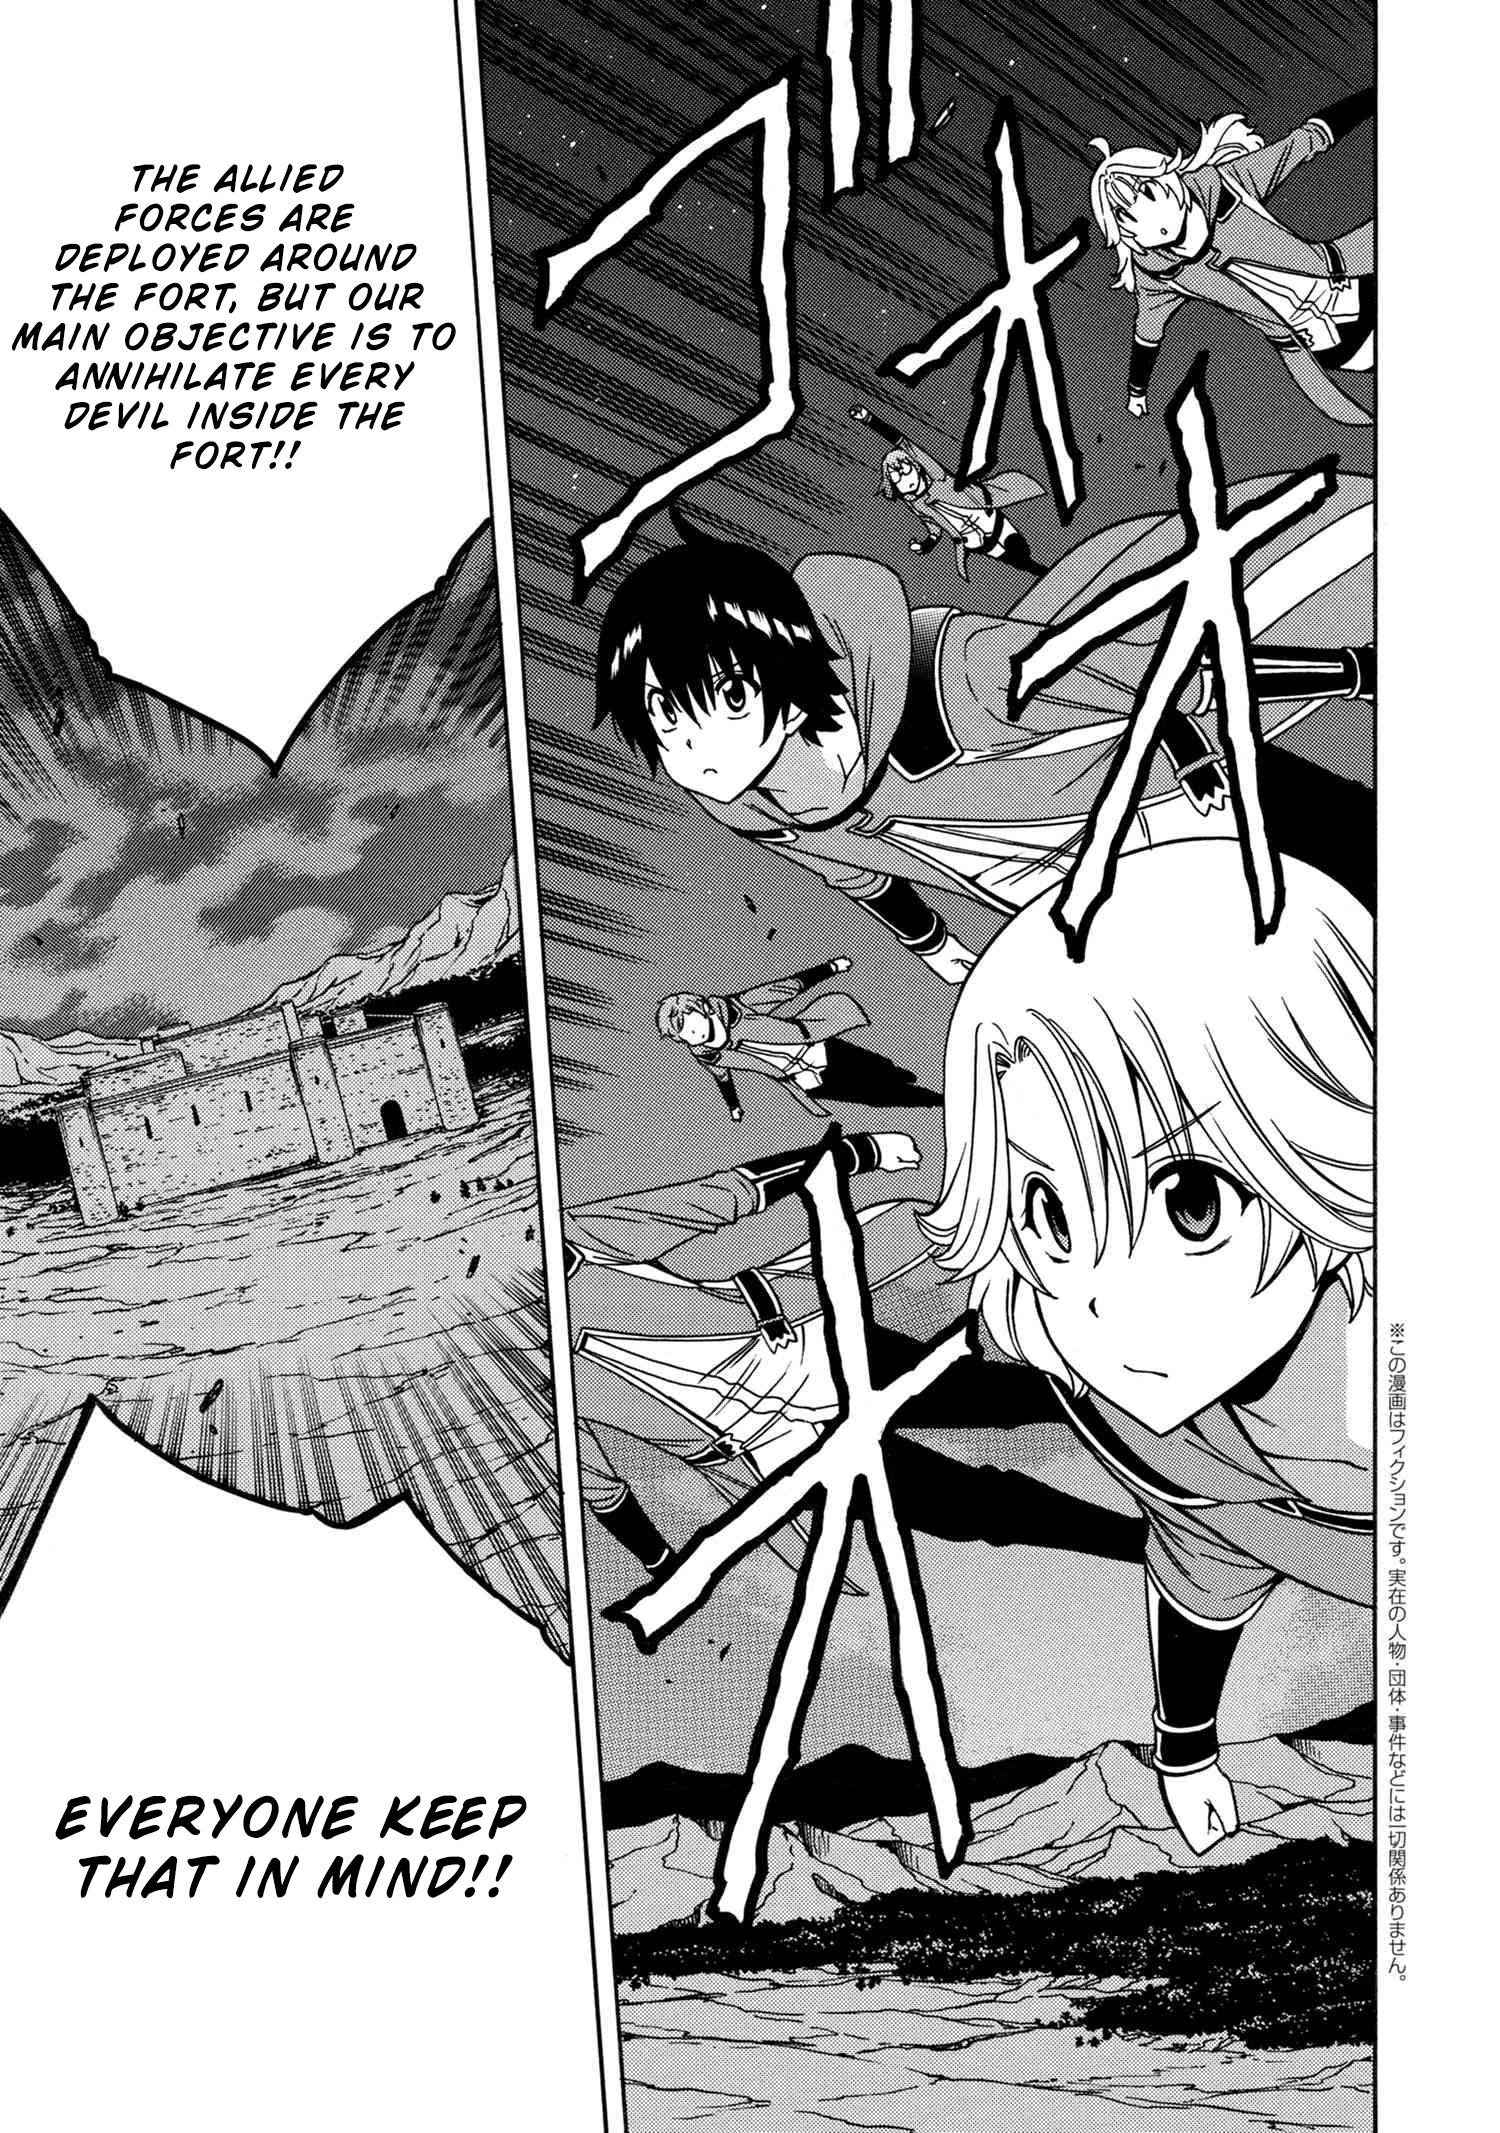 ゴオオオ
※この漫画はフィクションです。実在の人物・団体・事件などには一切関係ありません。
THE ALLIED
FORCES ARE
DEPLOYED AROUND
THE FORT, BUT OUR
MAIN OBJECTIVE IS TO
ANNIHILATE EVERY
DEVIL INSIDE THE
FORT!!
EVERYONE KEEP
THAT IN MIND!!